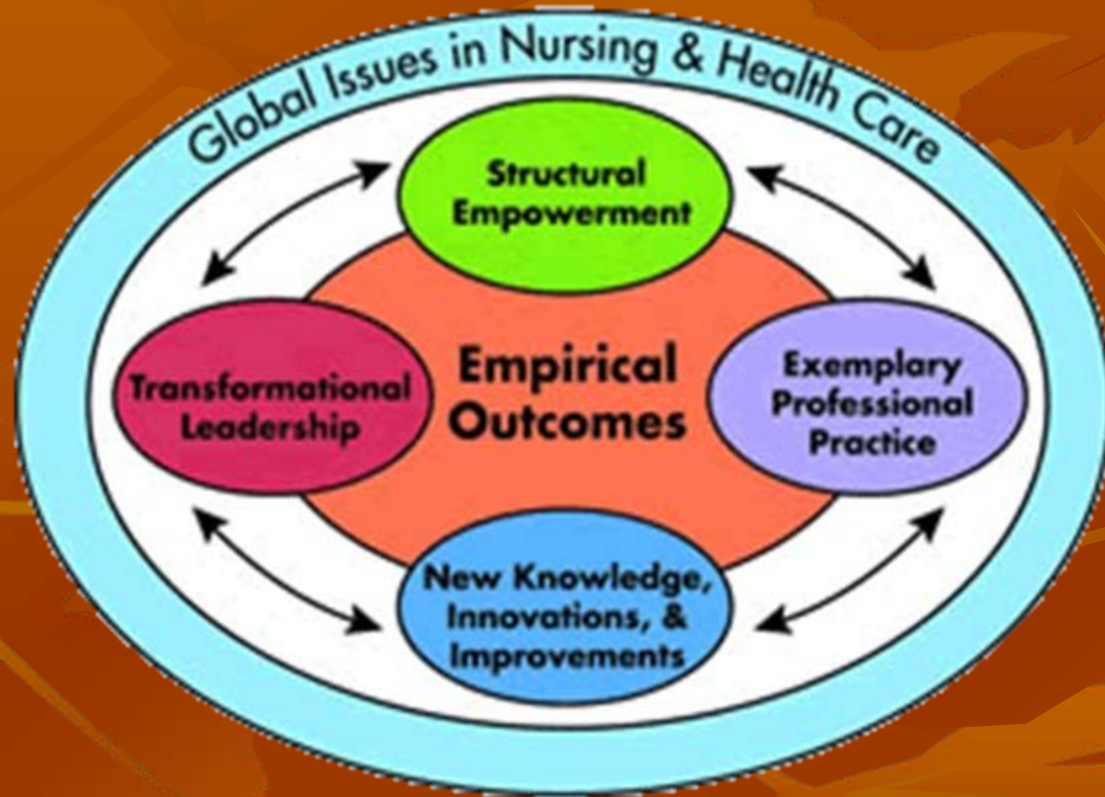 Global Issues in Nursing & Health Care
Structural
Empowerment
Transformational
Leadership
Empirical
Outcomes
Exemplary
Professional
Practice
New Knowledge,
Innovations, &
Improvements